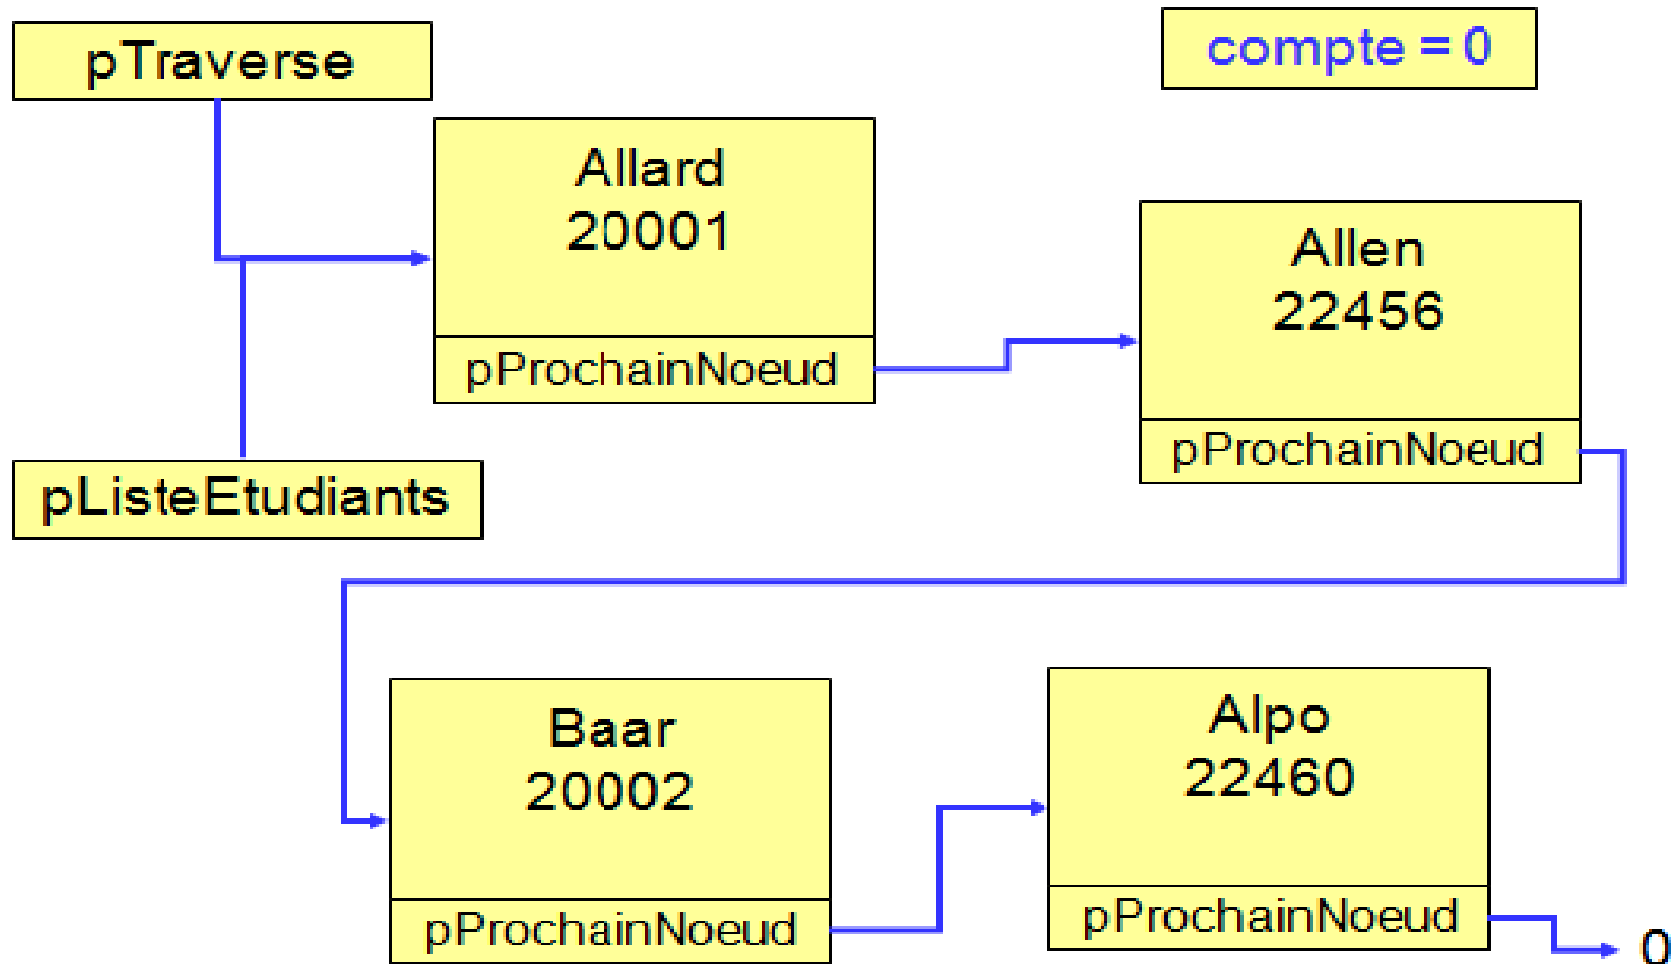 pTraverse
compte = 0
Allard
20001
pProchainNoeud
Allen
22456
pProchainNoeud
pListeEtudiants
Baar
20002
pProchainNoeud
Alpo
22460
pProchainNoeud
0